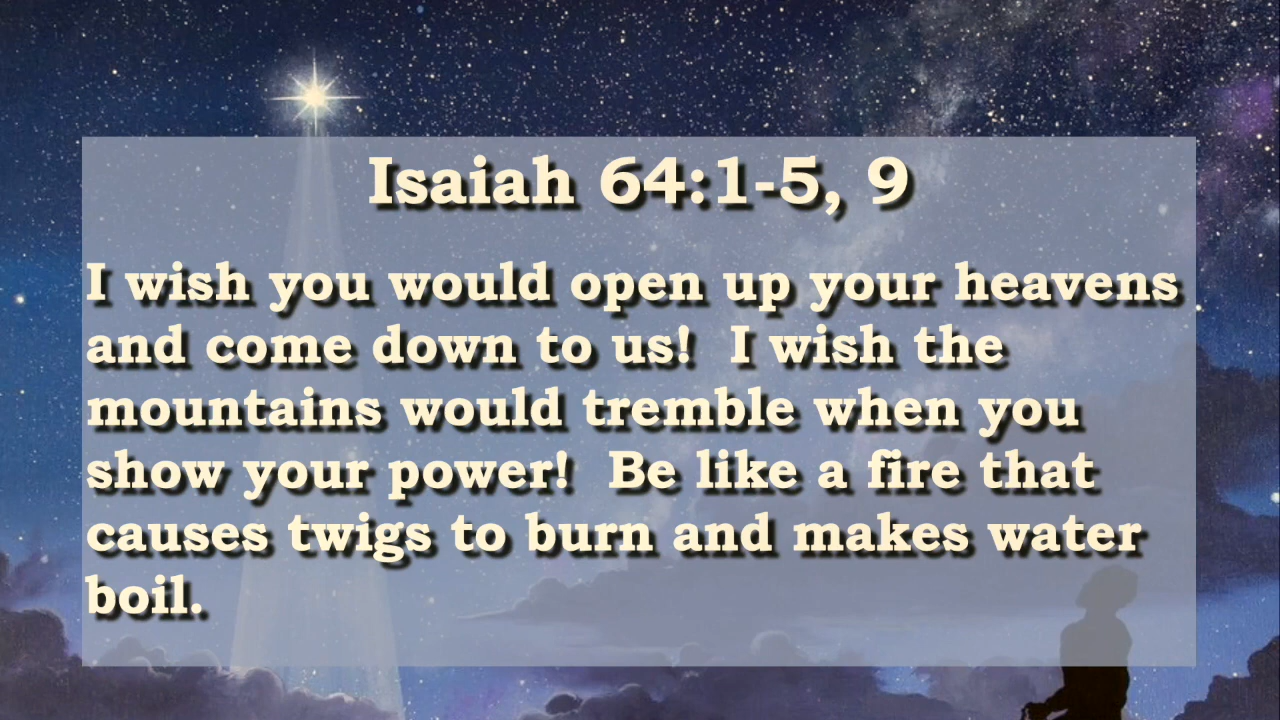 Isaiah 64:1-5, 9
I wish you would open up your heavens
and come down to us!  I wish the
mountains would tremble when you
show your power!  Be like a fire that
causes twigs to burn and makes water
boil.